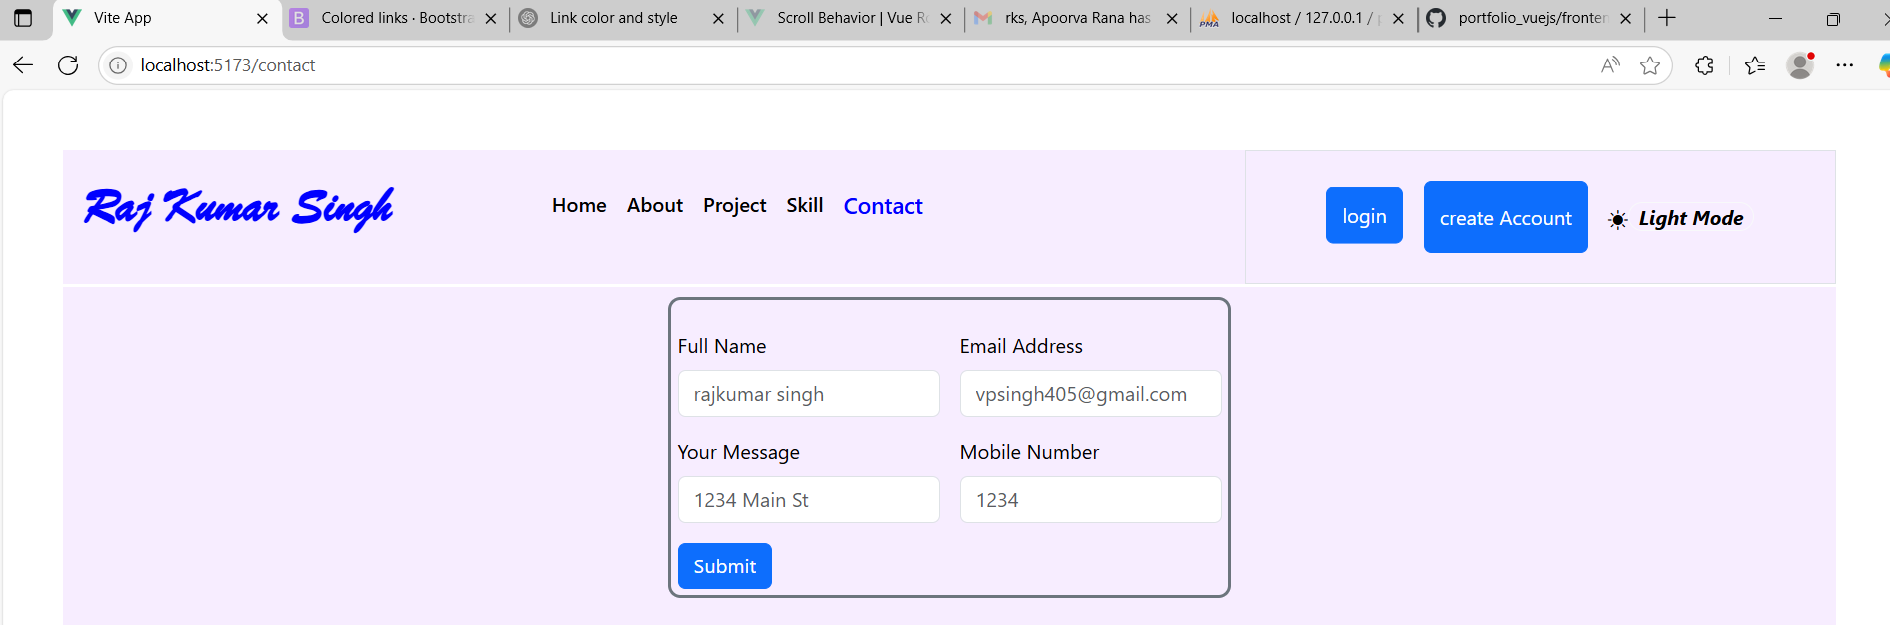 Vite App
Colored links · Bootstra
Link color and style
Scroll Behavior | Vue Ro
rks, Apoorva Rana has
localhost / 127.0.0.1 / p
portfolio_vuejs/fronten
localhost:5173/contact
Raj Kumar Singh
Home About Project Skill Contact
login
create Account
Light Mode
Full Name
Email Address
rajkumar singh
vpsingh405@gmail.com
Your Message
Mobile Number
1234 Main St
1234
Submit